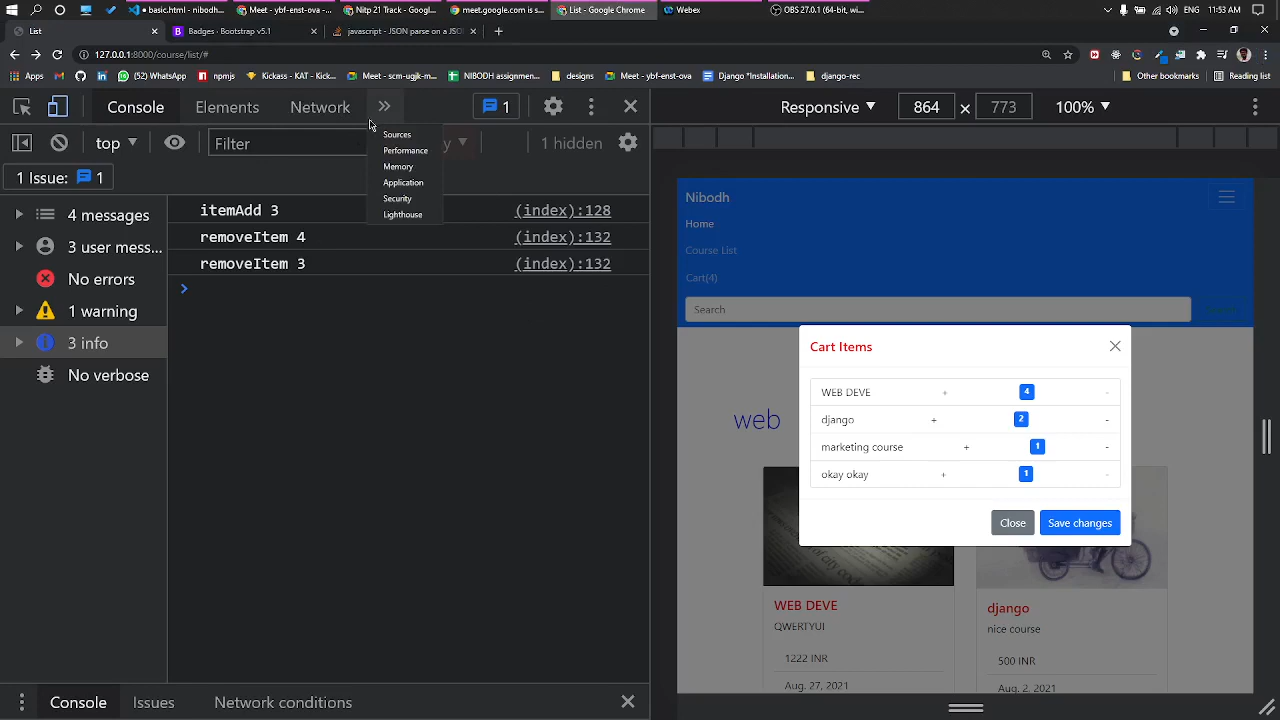 basic.html - nibodh...
Meet - ybf-enst-ova
Nitp 21 Track - Googl...
meet.google.com is s...
List - Google Chrome
Webex
OBS 27.0.1 (64-bit, wi...
11:53 AM
List
Badges · Bootstrap v5.1
javascript - JSON parse on a JSO
127.0.0.1:8000/course/list/#
Apps
M
(52) WhatsApp
npmjs
Kickass - KAT - Kic...
Meet - scm-ugjk-n...
NIBODH assignmen...
designs
Meet - ybf-enst-ova
Django "Installation...
django-rec
Other bookmarks
Reading list
Console
Elements
Network
1
Responsive
864
×
773
100%
top
Filter
1 hidden
Sources
Performance
Memory
Application
Security
Lighthouse
1 Issue: 1
4 messages
3 user mess...
No errors
1 warning
3 info
No verbose
itemAdd 3 (index):128
removeItem 4 (index):132
removeItem 3 (index):132
Nibodh
Home
Course List
Cart(4)
Search
web
Cart Items
WEB DEVE + 4 -
django + 2 -
marketing course + 1 -
okay okay + 1 -
Close
Save changes
WEB DEVE
QWERTYUI
1222 INR
Aug. 27, 2021
django
nice course
500 INR
Aug. 2, 2021
Console
Issues
Network conditions